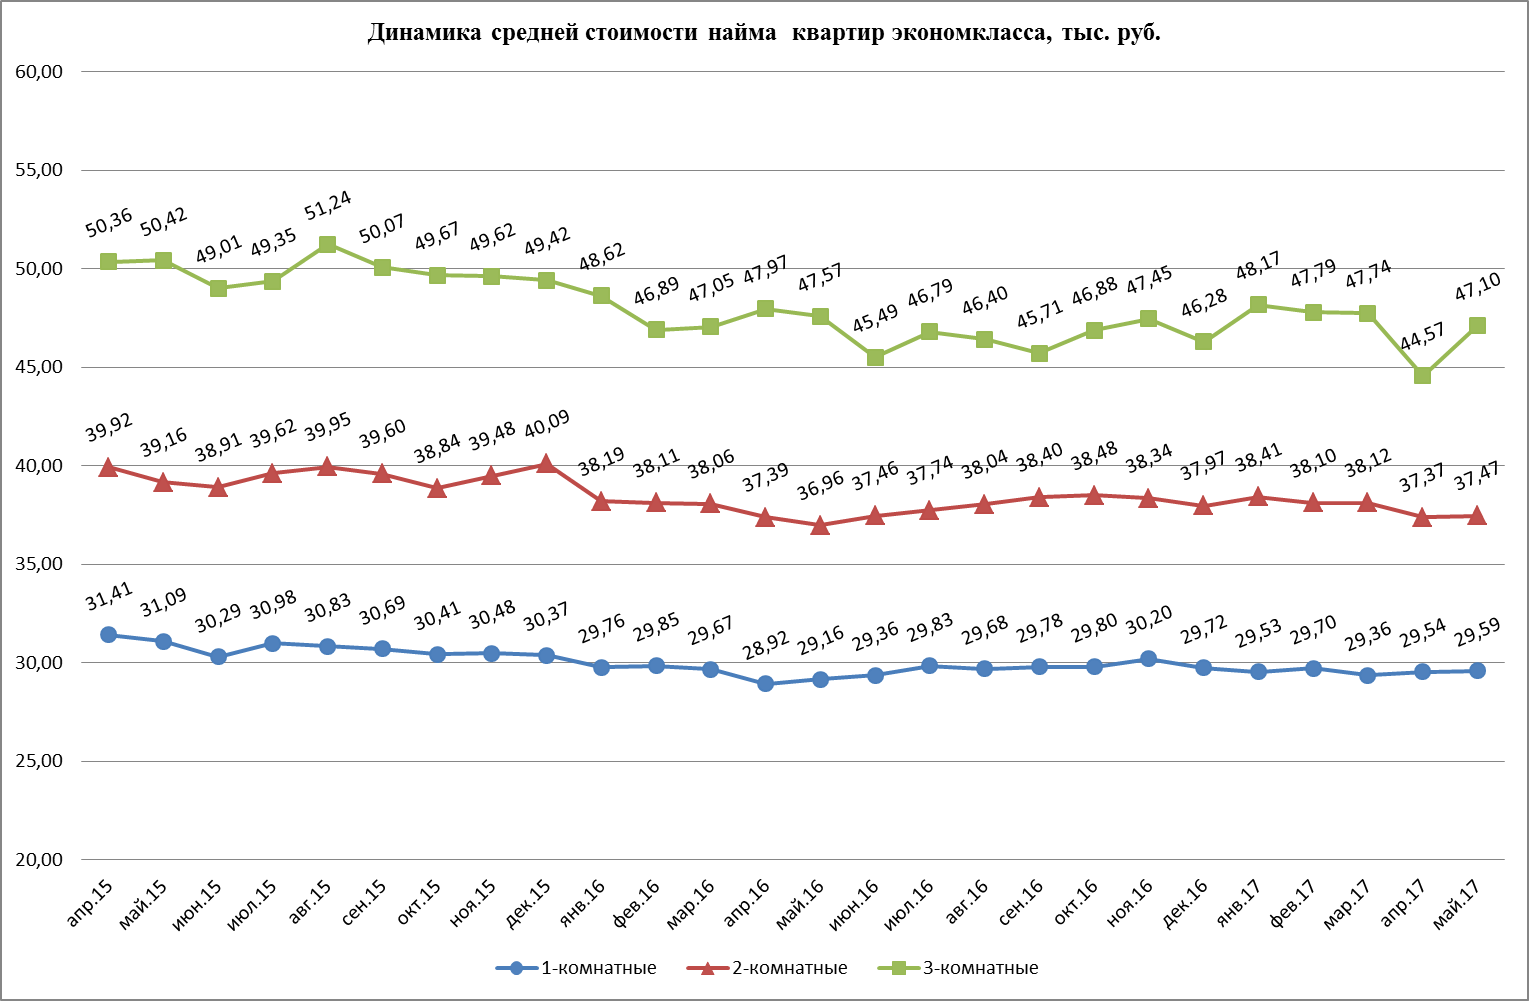 Динамика средней стоимости найма квартир экономкласса, тыс. руб.
60,00
55,00
50,00
45,00
40,00
35,00
30,00
25,00
20,00
50,36 50,42 49,01 49,35 51,24 50,07 49,67 49,62 49,42 48,62 46,89 47,05 47,97 47,57 45,49 46,79 46,40 45,71 46,88 47,45 46,28 48,17 47,79 47,74 44,57 47,10
39,92 39,16 38,91 39,62 39,95 39,60 38,84 39,48 40,09 38,19 38,11 38,06 37,39 36,96 37,46 37,74 38,04 38,40 38,48 38,34 37,97 38,41 38,10 38,12 37,37 37,47
31,41 31,09 30,29 30,98 30,83 30,69 30,41 30,48 30,37 29,76 29,85 29,67 28,92 29,16 29,36 29,83 29,68 29,78 29,80 30,20 29,72 29,53 29,70 29,36 29,54 29,59
апр.15 май.15 июн.15 июл.15 авг.15 сен.15 окт.15 ноя.15 дек.15 янв.16 фев.16 мар.16 апр.16 май.16 июн.16 июл.16 авг.16 сен.16 окт.16 ноя.16 дек.16 янв.17 фев.17 мар.17 апр.17 май.17
1-комнатные 2-комнатные 3-комнатные